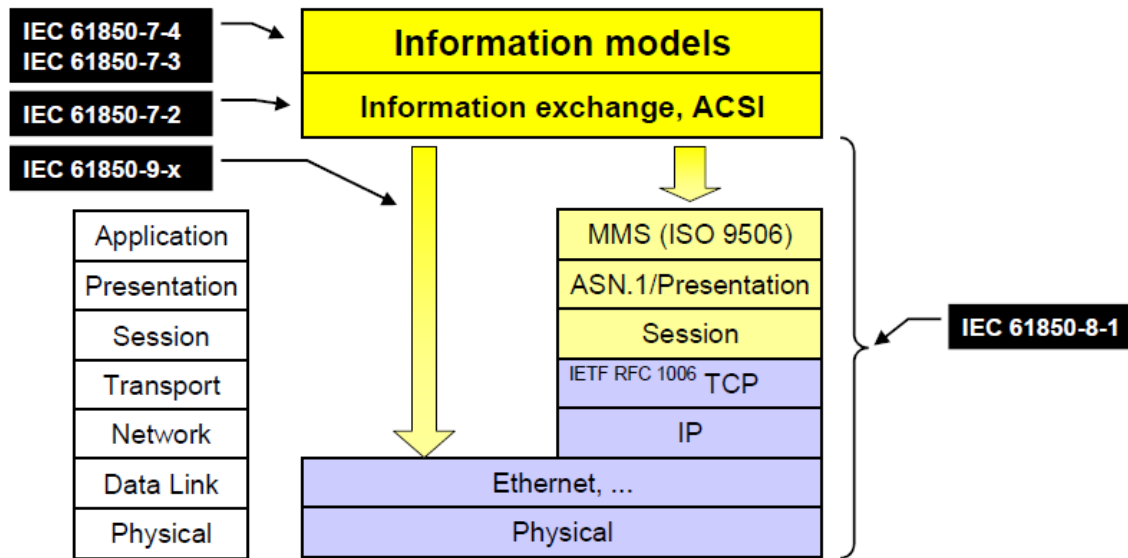 IEC 61850-7-4
IEC 61850-7-3
Information models
IEC 61850-7-2
Information exchange, ACSI
IEC 61850-9-x
Application
MMS (ISO 9506)
Presentation
ASN.1/Presentation
Session
Session
IEC 61850-8-1
Transport
IETF RFC 1006 TCP
Network
IP
Data Link
Ethernet, ...
Physical
Physical